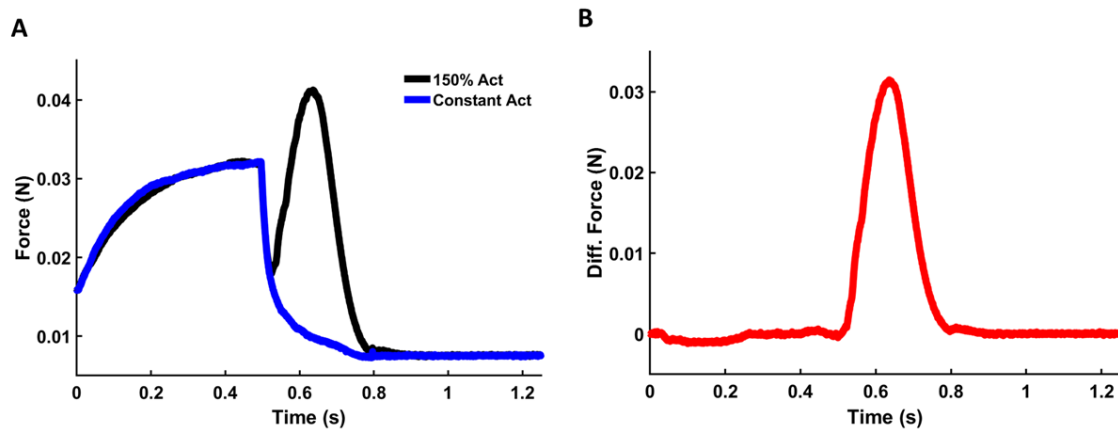 A
150% Act
Constant Act
Force (N)
0.04
0.03
0.02
0.01
0 0.2 0.4 0.6 0.8 1 1.2
Time (s)
B
Diff. Force (N)
0.03
0.02
0.01
0
0 0.2 0.4 0.6 0.8 1 1.2
Time (s)